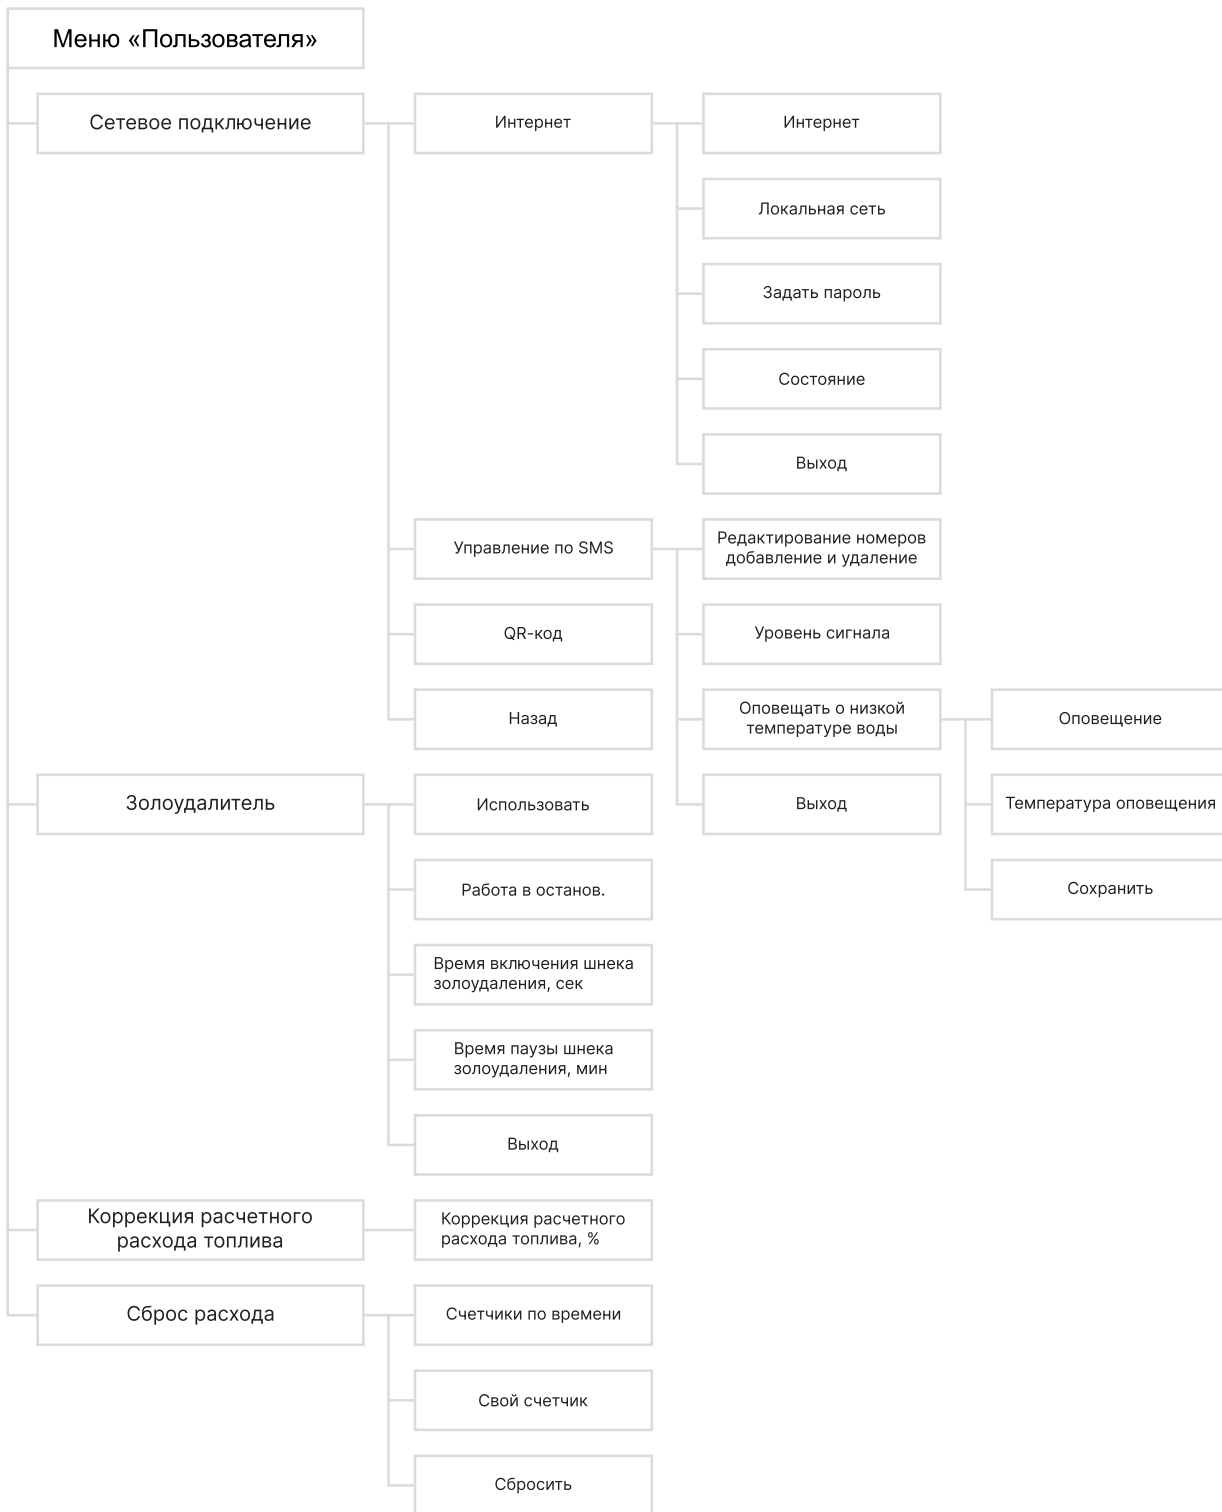 Меню «Пользователя»
Сетевое подключение
Интернет
Интернет
Локальная сеть
Задать пароль
Состояние
Выход
Управление по SMS
Редактирование номеров
добавление и удаление
QR-код
Уровень сигнала
Назад
Оповещать о низкой
температуре воды
Оповещение
Золоудалитель
Использовать
Выход
Температура оповещения
Работа в останов.
Сохранить
Время включения шнека
золоудаления, сек
Время паузы шнека
золоудаления, мин
Выход
Коррекция расчетного
расхода топлива
Коррекция расчетного
расхода топлива, %
Сброс расхода
Счетчики по времени
Свой счетчик
Сбросить